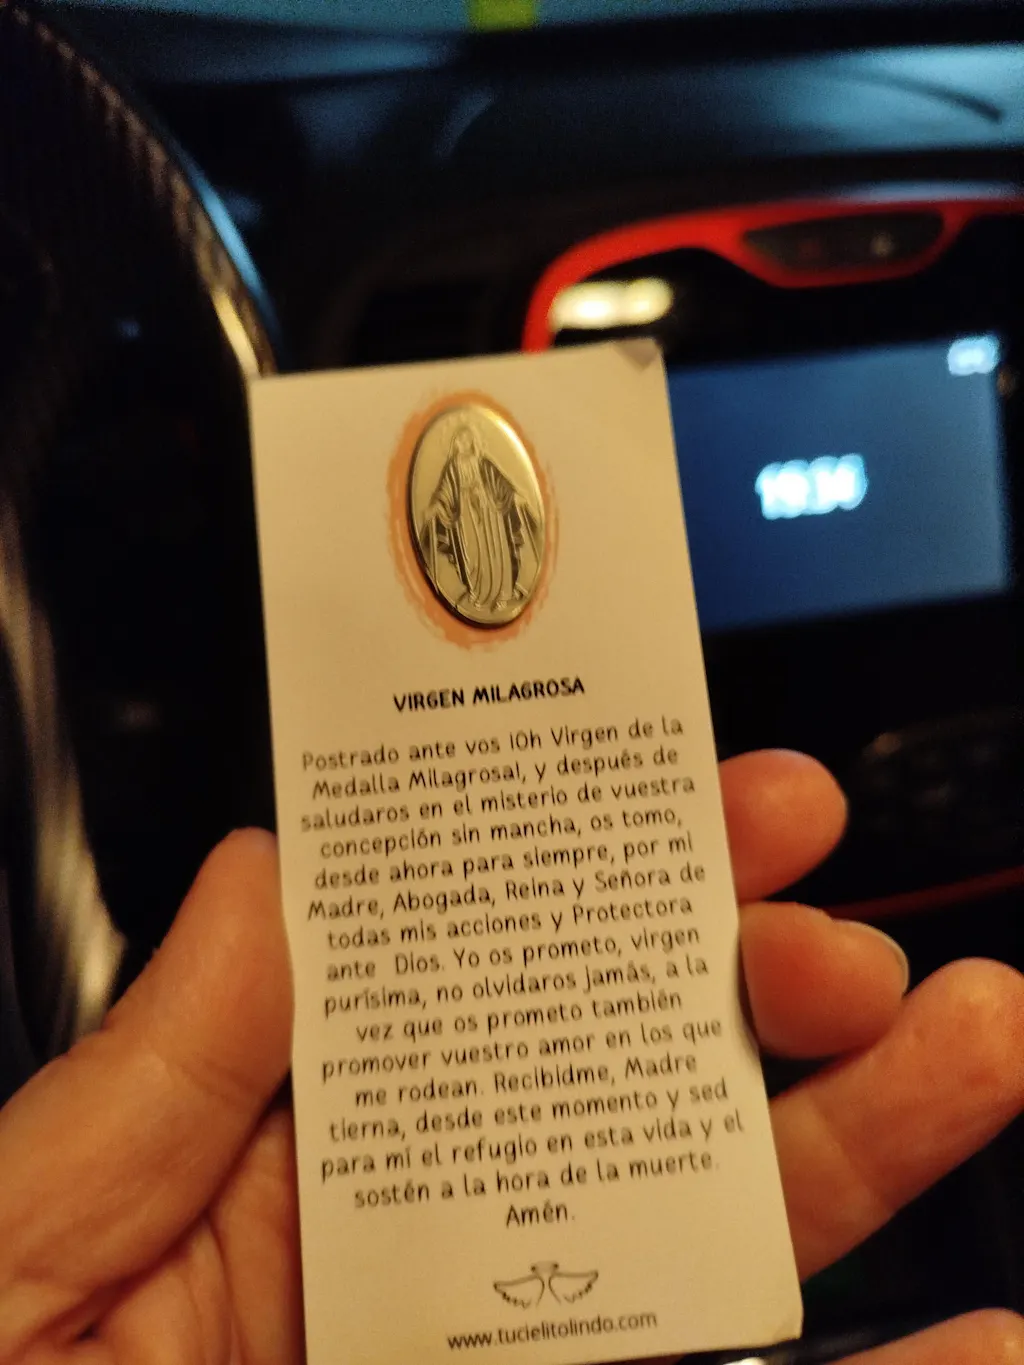 VIRGEN MILAGROSA
Postrado ante vos ¡Oh Virgen de la
Medalla Milagrosa!, y después de
saludaros en el misterio de vuestra
concepción sin mancha, os tomo,
desde ahora para siempre, por mi
Madre, Abogada, Reina y Señora de
todas mis acciones y Protectora
ante Dios. Yo os prometo, virgen
purísima, no olvidaros jamás, a la
vez que os prometo también
promover vuestro amor en los que
me rodean. Recibidme, Madre
tierna, desde este momento y sed
para mí el refugio en esta vida y el
sostén a la hora de la muerte.
Amén.
www.tucielitolindo.com